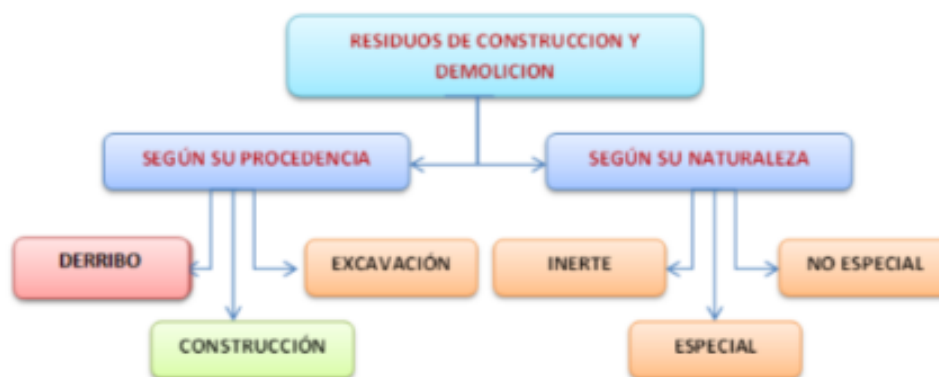 RESIDUOS DE CONSTRUCCION Y
DEMOLICION
SEGÚN SU PROCEDENCIA
SEGÚN SU NATURALEZA
DERRIBO
EXCAVACIÓN
INERTE
NO ESPECIAL
CONSTRUCCIÓN
ESPECIAL